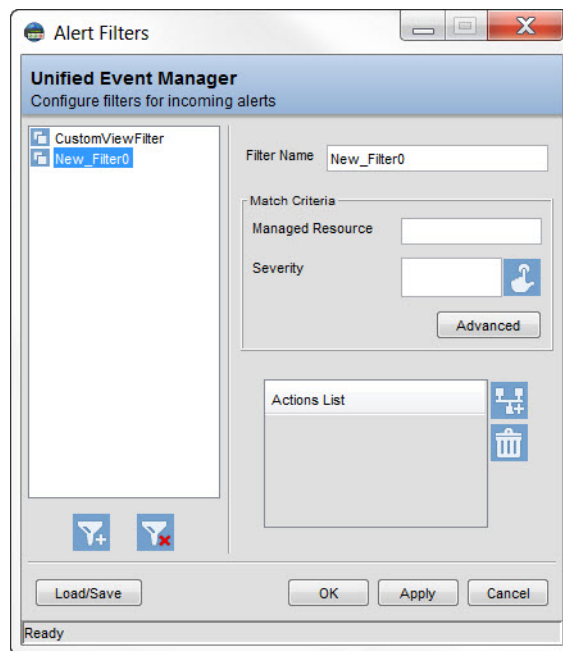 Alert Filters
Unified Event Manager
Configure filters for incoming alerts
CustomViewFilter
New_Filter0
Filter Name New_Filter0
Match Criteria
Managed Resource
Severity
Advanced
Actions List
Load/Save OK Apply Cancel
Ready